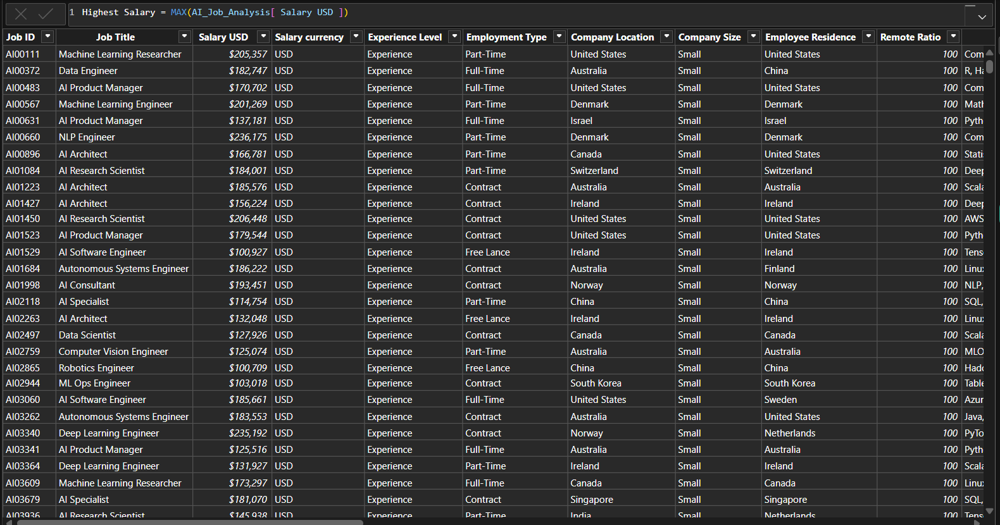 1 Highest Salary = MAX(AI_Job_Analysis[ Salary USD ])
Job ID Job Title Salary USD Salary currency Experience Level Employment Type Company Location Company Size Employee Residence Remote Ratio
AI00111 Machine Learning Researcher $205,357 USD Experience Part-Time United States Small United States 100 Com
AI00372 Data Engineer $182,747 USD Experience Full-Time Australia Small China 100 R, Ha
AI00483 AI Product Manager $170,702 USD Experience Full-Time United States Small United States 100 Com
AI00567 Machine Learning Engineer $201,269 USD Experience Part-Time Denmark Small Denmark 100 Math
AI00631 AI Product Manager $137,181 USD Experience Full-Time Israel Small Israel 100 Pyth
AI00660 NLP Engineer $236,175 USD Experience Part-Time Denmark Small Denmark 100 Com
AI00896 AI Architect $166,781 USD Experience Part-Time Canada Small United States 100 Stati
AI01084 AI Research Scientist $184,001 USD Experience Part-Time Switzerland Small Switzerland 100 Deep
AI01223 AI Architect $185,576 USD Experience Contract Australia Small Australia 100 Scala
AI01427 AI Architect $156,224 USD Experience Contract Ireland Small Ireland 100 Deep
AI01450 AI Research Scientist $206,448 USD Experience Contract United States Small United States 100 AWS
AI01523 AI Product Manager $179,544 USD Experience Contract United States Small United States 100 Pyth
AI01529 AI Software Engineer $100,927 USD Experience Free Lance Ireland Small Ireland 100 Tens
AI01684 Autonomous Systems Engineer $186,222 USD Experience Contract Australia Small Finland 100 Linux
AI01998 AI Consultant $193,451 USD Experience Contract Norway Small Norway 100 NLP,
AI02118 AI Specialist $114,754 USD Experience Part-Time China Small China 100 SQL,
AI02263 AI Architect $132,048 USD Experience Free Lance Ireland Small Ireland 100 Linux
AI02497 Data Scientist $127,926 USD Experience Contract Canada Small Canada 100 Scala
AI02759 Computer Vision Engineer $125,074 USD Experience Part-Time Australia Small Australia 100 MLO
AI02865 Robotics Engineer $100,709 USD Experience Free Lance China Small China 100 Hado
AI02944 ML Ops Engineer $103,018 USD Experience Contract South Korea Small South Korea 100 Table
AI03060 AI Software Engineer $185,661 USD Experience Full-Time United States Small Sweden 100 Azur
AI03262 Autonomous Systems Engineer $183,553 USD Experience Contract Australia Small United States 100 Java,
AI03340 Deep Learning Engineer $235,192 USD Experience Contract Norway Small Netherlands 100 PyTo
AI03341 AI Product Manager $125,516 USD Experience Full-Time Australia Small Australia 100 Pyth
AI03364 Deep Learning Engineer $131,927 USD Experience Part-Time Ireland Small Ireland 100 Scala
AI03609 Machine Learning Researcher $173,297 USD Experience Full-Time Canada Small Canada 100 Linux
AI03679 AI Specialist $181,070 USD Experience Contract Singapore Small Singapore 100 SQL,
AI03936 AI Research Scientist $145,938 USD Experience Part-Time India Small Netherlands 100 Tens